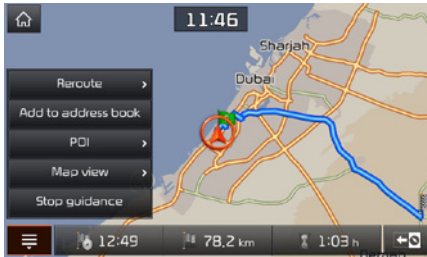 11:46
Sharjah
Dubai
Reroute
Add to address book
POI
Map view
Stop guidance
12:49
78.2 km
1:03 h